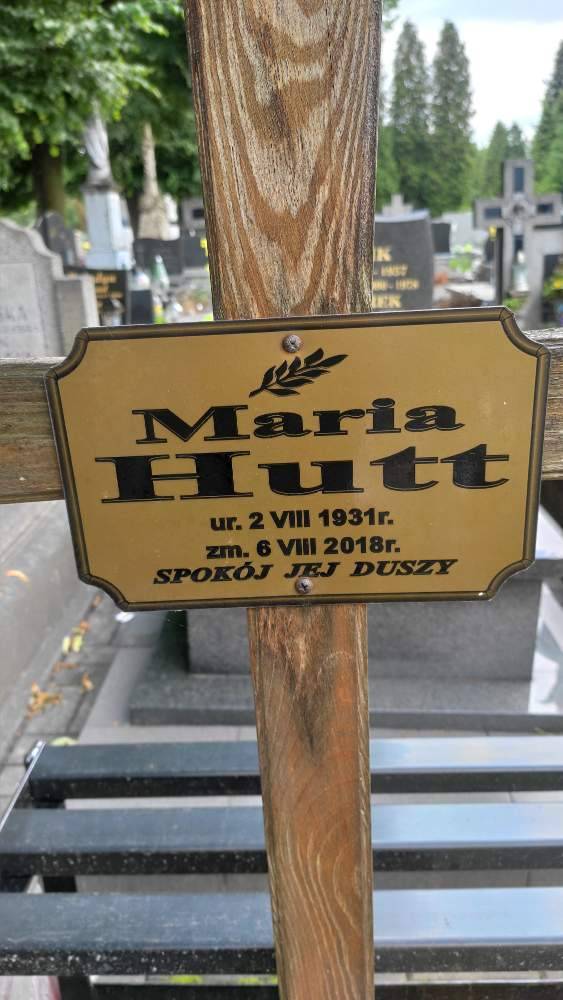 Maria
Hutt
ur. 2 VIII 1931r.
zm. 6 VIII 2018r.
SPOKÓJ JEJ DUSZY